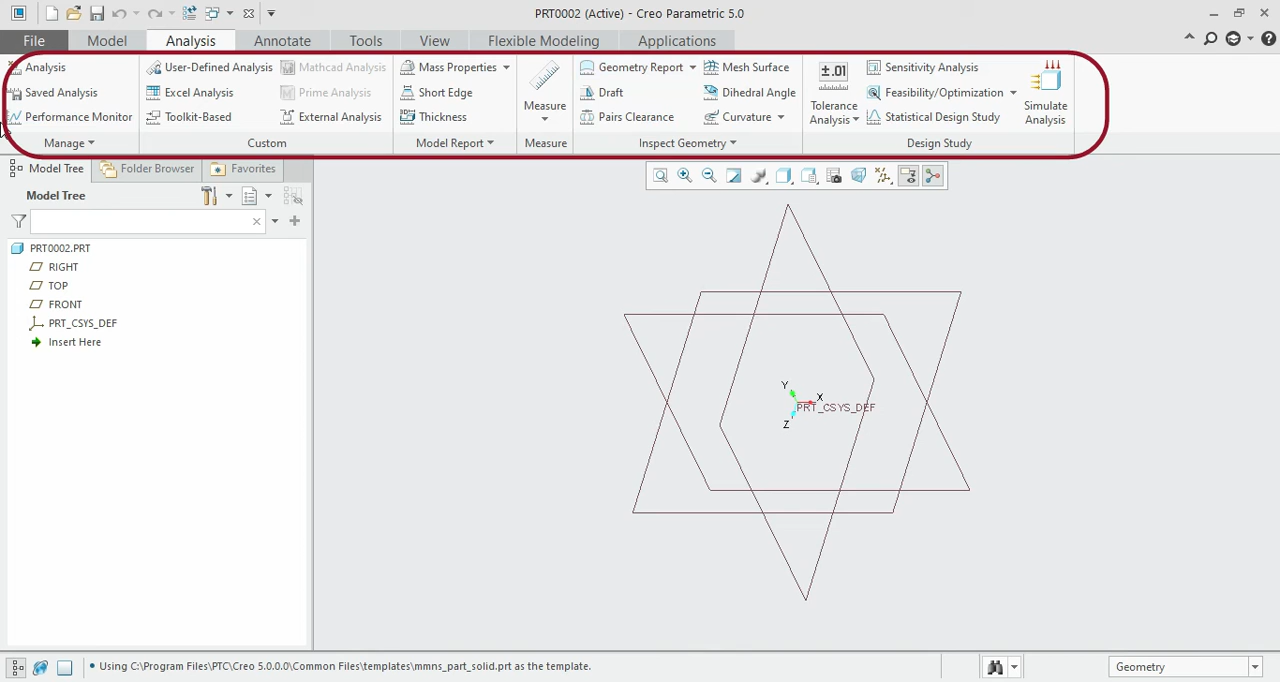 PRT0002 (Active) - Creo Parametric 5.0
File Model Analysis Annotate Tools View Flexible Modeling Applications
Analysis User-Defined Analysis Mathcad Analysis Mass Properties Geometry Report Mesh Surface Sensitivity Analysis
Saved Analysis Excel Analysis Prime Analysis Short Edge Draft Dihedral Angle Feasibility/Optimization
Performance Monitor Toolkit-Based External Analysis Thickness Pairs Clearance Curvature Statistical Design Study
Measure
±.01
Tolerance
Analysis
Simulate
Analysis
Manage Custom Model Report Measure Inspect Geometry Design Study
Model Tree Folder Browser Favorites
Model Tree
PRT0002.PRT
RIGHT
TOP
FRONT
PRT_CSYS_DEF
Insert Here
Y
X
PRT_CSYS_DEF
Z
• Using C:\Program Files\PTC\Creo 5.0.0.0\Common Files\templates\mmns_part_solid.prt as the template.
Geometry